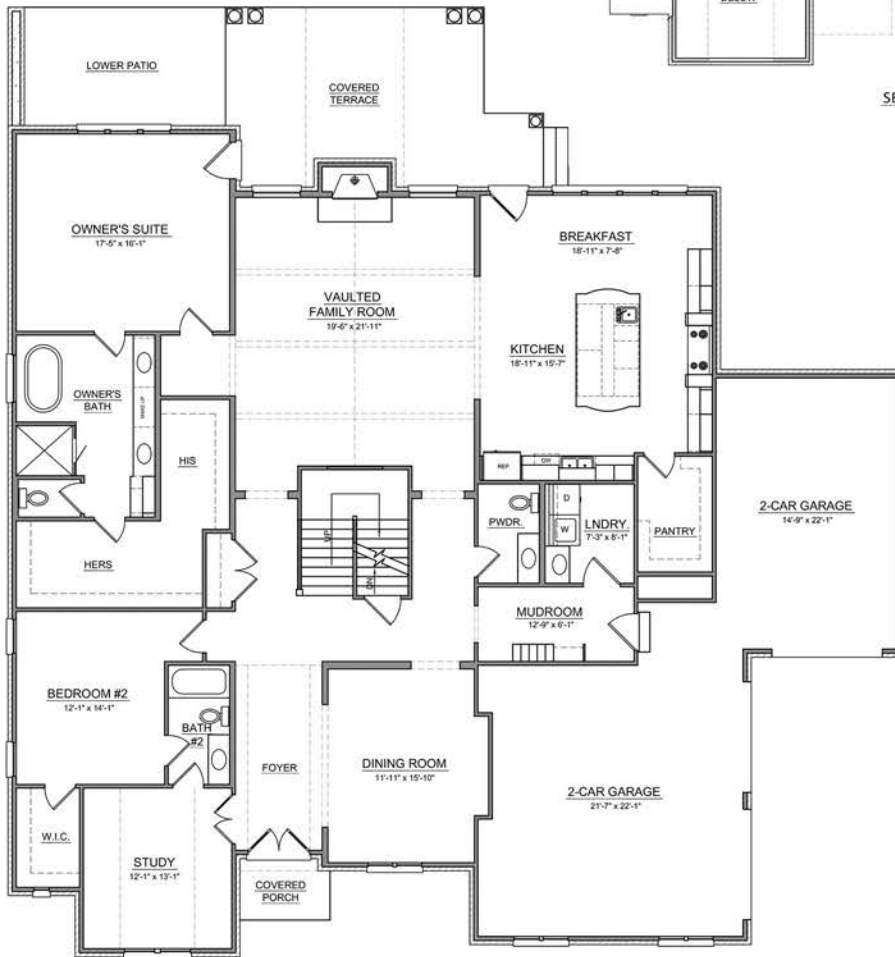 BELOW
SE
LOWER PATIO
COVERED
TERRACE
OWNER'S SUITE
17'-5" x 16'-1"
BREAKFAST
18'-11" x 7'-8"
VAULTED
FAMILY ROOM
19'-6" x 21'-11"
KITCHEN
18'-11" x 15'-7"
OWNER'S
BATH
MAKE UP
HIS
REF
DW
HERS
UP
DN
PWDR.
D
W
LNDRY.
7'-3" x 8'-1"
PANTRY
2-CAR GARAGE
14'-9" x 22'-1"
MUDROOM
12'-9" x 6'-1"
BEDROOM #2
12'-1" x 14'-1"
BATH
#2
FOYER
DINING ROOM
11'-11" x 15'-10"
2-CAR GARAGE
21'-7" x 22'-1"
W.I.C.
STUDY
12'-1" x 13'-1"
COVERED
PORCH